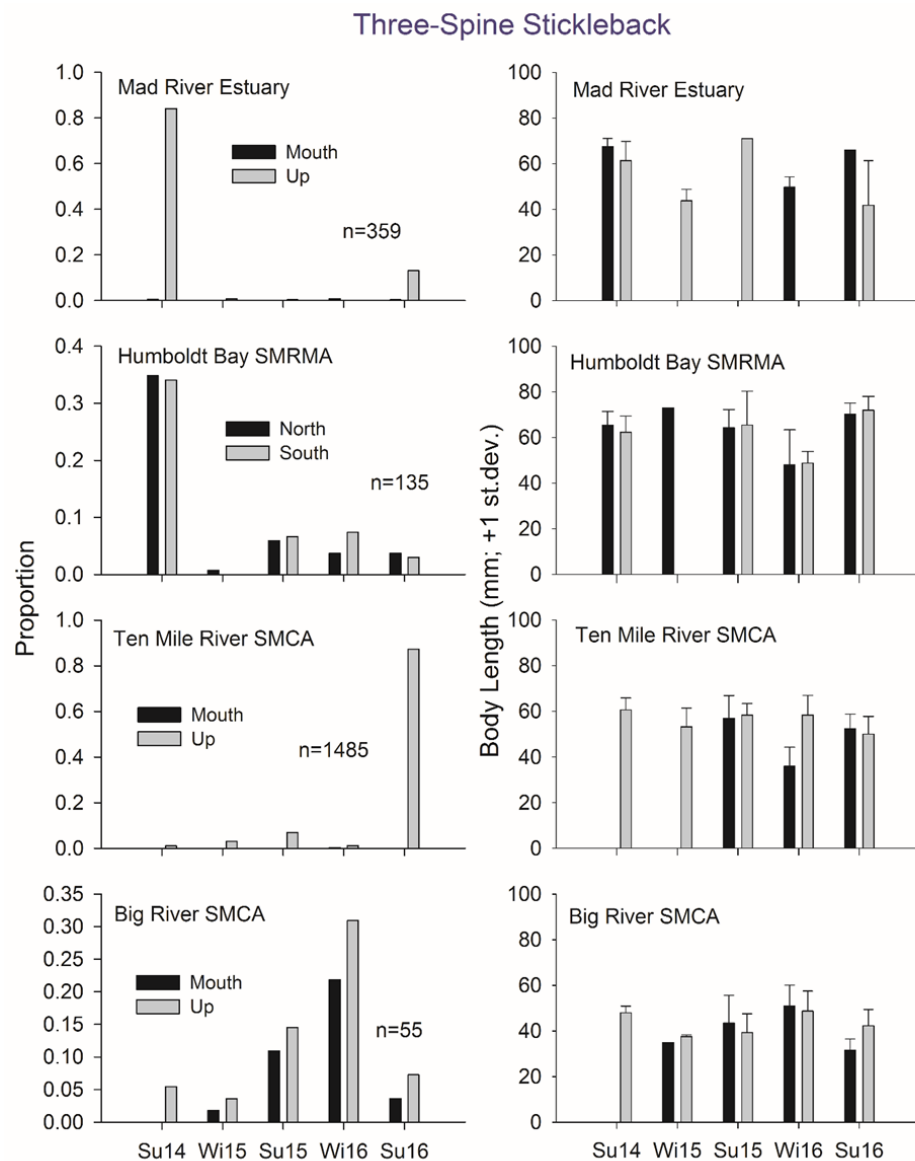 Three-Spine Stickleback
Proportion
1.0
0.8
0.6
0.4
0.2
0.0
Mad River Estuary
Mouth
Up
n=359
0.4
0.3
0.2
0.1
0.0
Humboldt Bay SMRMA
North
South
n=135
1.0
0.8
0.6
0.4
0.2
0.0
Ten Mile River SMCA
Mouth
Up
n=1485
0.35
0.30
0.25
0.20
0.15
0.10
0.05
0.00
Big River SMCA
Mouth
Up
n=55
Su14 Wi15 Su15 Wi16 Su16
Body Length (mm; +1 st.dev.)
100
80
60
40
20
0
Mad River Estuary
100
80
60
40
20
0
Humboldt Bay SMRMA
100
80
60
40
20
0
Ten Mile River SMCA
100
80
60
40
20
0
Big River SMCA
Su14 Wi15 Su15 Wi16 Su16